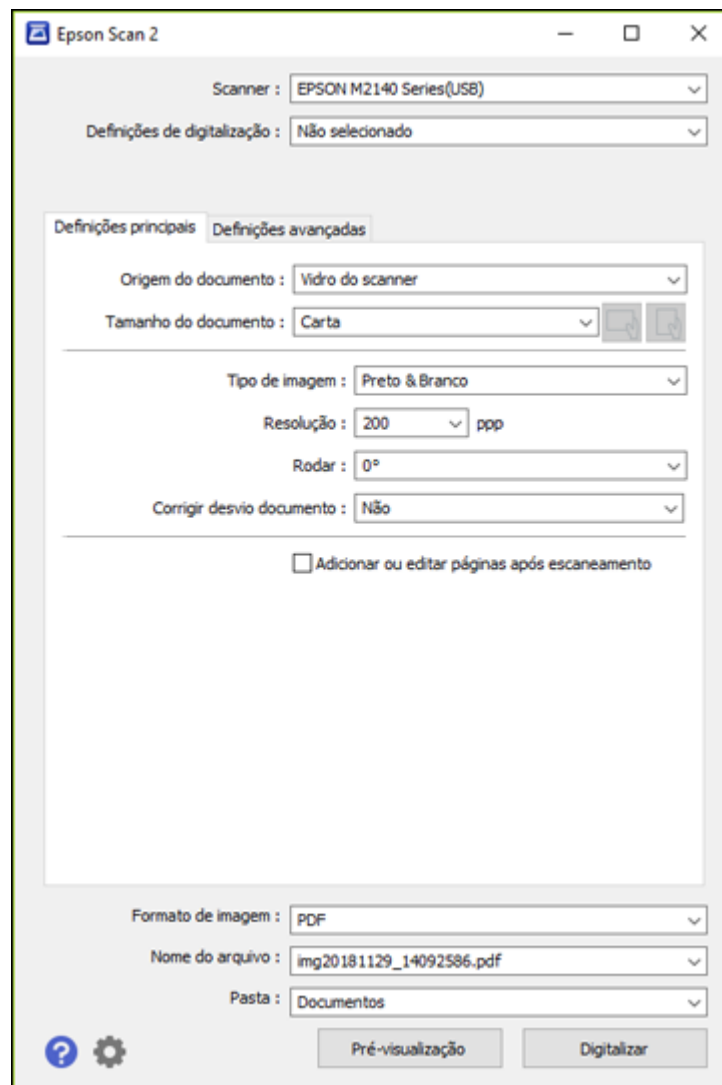 Epson Scan 2
Scanner : EPSON M2140 Series(USB)
Definições de digitalização : Não selecionado
Definições principais Definições avançadas
Origem do documento : Vidro do scanner
Tamanho do documento : Carta
Tipo de imagem : Preto & Branco
Resolução : 200 ppp
Rodar : 0°
Corrigir desvio documento : Não
Adicionar ou editar páginas após escaneamento
Formato de imagem : PDF
Nome do arquivo : img20181129_14092586.pdf
Pasta : Documentos
? Pré-visualização Digitalizar